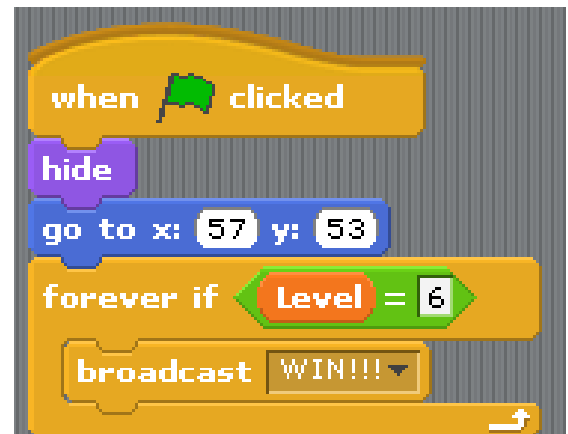 when clicked
hide
go to x: 57 y: 53
forever if Level = 6
broadcast WIN!!!